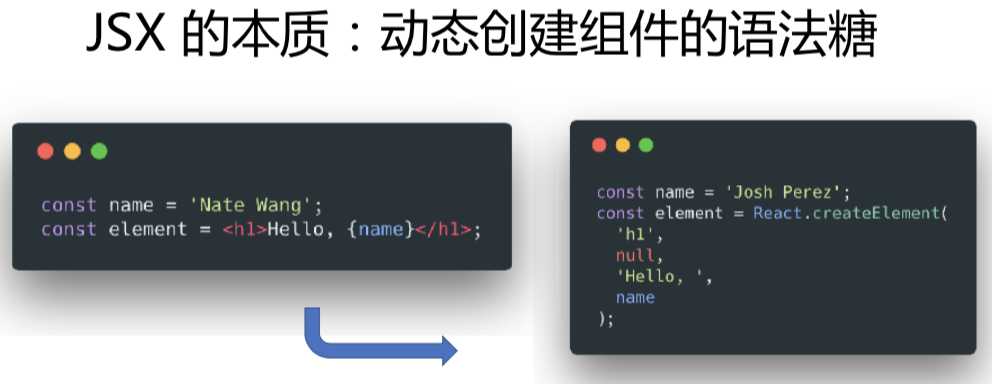 JSX 的本质：动态创建组件的语法糖
const name = 'Nate Wang';
const element = <h1>Hello, {name}</h1>;
const name = 'Josh Perez';
const element = React.createElement(
'h1',
null,
'Hello, ',
name
);